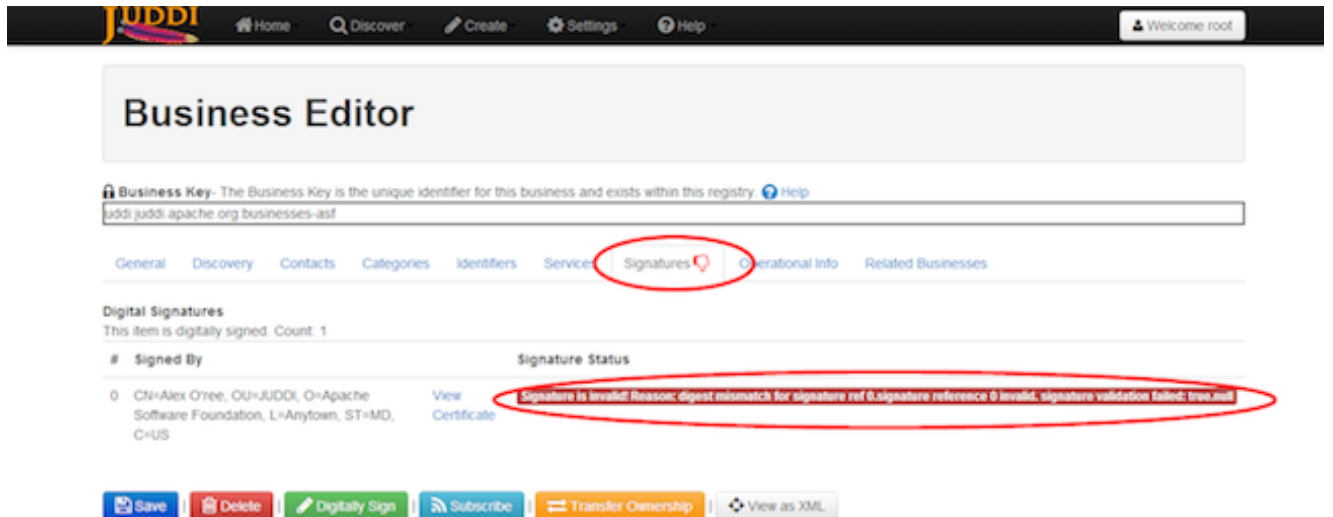 jUDDI Home Discover Create Settings Help Welcome root
Business Editor
Business Key- The Business Key is the unique identifier for this business and exists within this registry. Help
uddi:juddi.apache.org:businesses-asf
General Discovery Contacts Categories Identifiers Services Signatures Operational Info Related Businesses
Digital Signatures
This item is digitally signed. Count: 1
# Signed By Signature Status
0 CN=Alex O'ree, OU=JUDDI, O=Apache View Signature is invalid! Reason: digest mismatch for signature ref 0.signature reference 0 invalid. signature validation failed: true.null
Software Foundation, L=Anytown, ST=MD, Certificate
C=US
Save | Delete | Digitally Sign | Subscribe | Transfer Ownership | View as XML